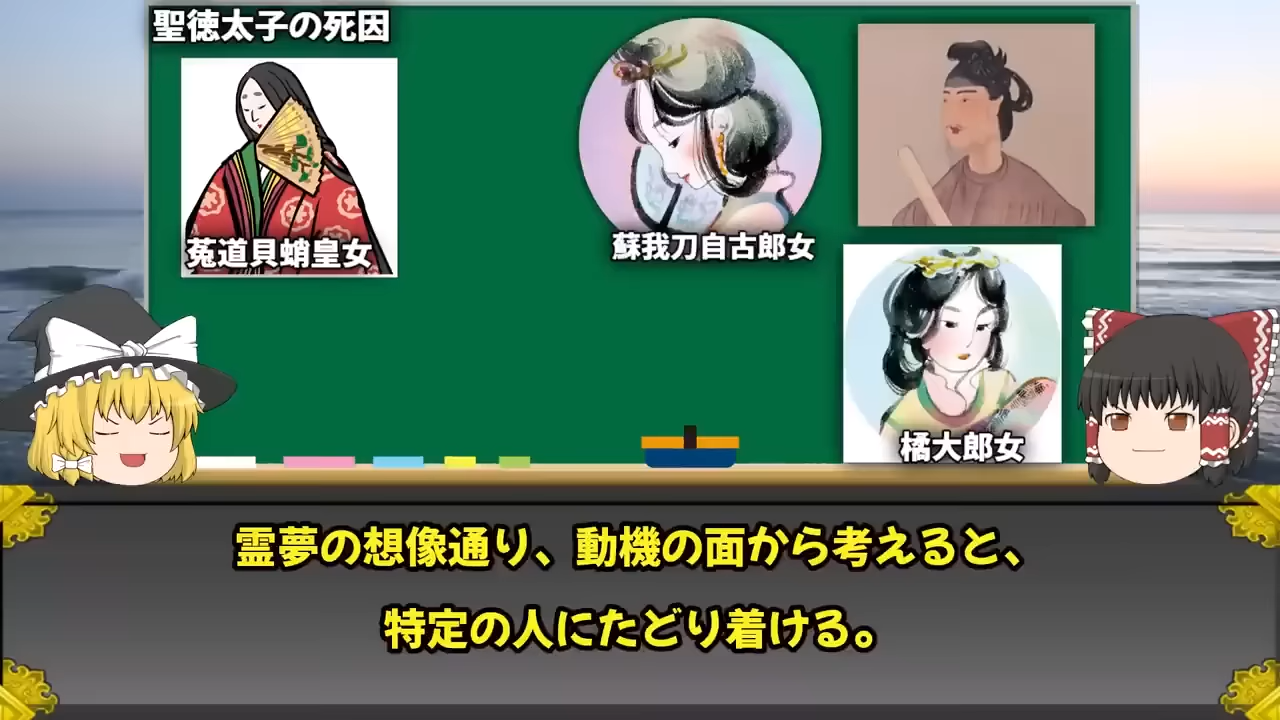 聖徳太子の死因
菟道貝蛸皇女
蘇我刀自古郎女
橘大郎女
霊夢の想像通り、動機の面から考えると、
特定の人にたどり着ける。